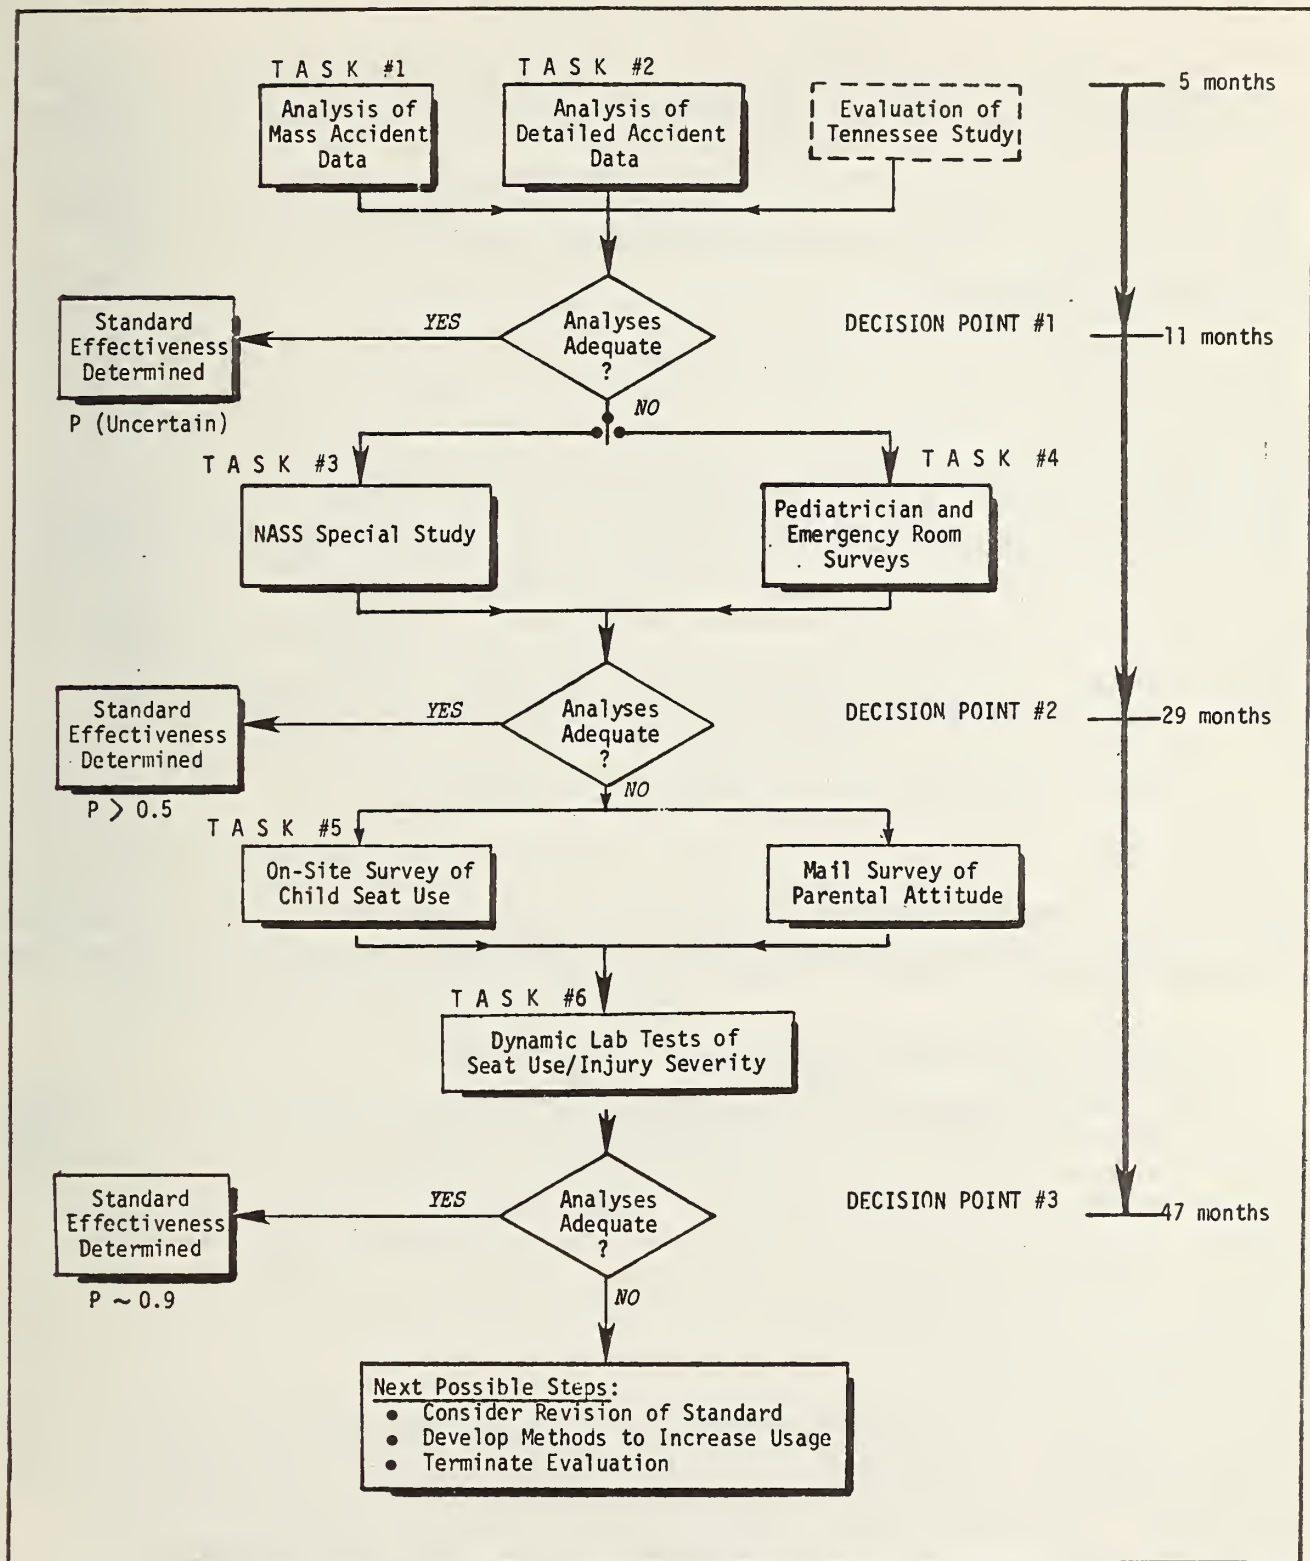 TASK #1
TASK #2
5 months
Analysis of
Mass Accident
Data
Analysis of
Detailed Accident
Data
Evaluation of
Tennessee Study
Standard
Effectiveness
Determined
P (Uncertain)
YES
Analyses
Adequate
?
NO
DECISION POINT #1
11 months
TASK #3
TASK #4
NASS Special Study
Pediatrician and
Emergency Room
Surveys
Standard
Effectiveness
Determined
P > 0.5
YES
Analyses
Adequate
?
NO
DECISION POINT #2
29 months
TASK #5
On-Site Survey of
Child Seat Use
Mail Survey of
Parental Attitude
TASK #6
Dynamic Lab Tests of
Seat Use/Injury Severity
Standard
Effectiveness
Determined
P ~ 0.9
YES
Analyses
Adequate
?
NO
DECISION POINT #3
47 months
Next Possible Steps:
● Consider Revision of Standard
● Develop Methods to Increase Usage
● Terminate Evaluation